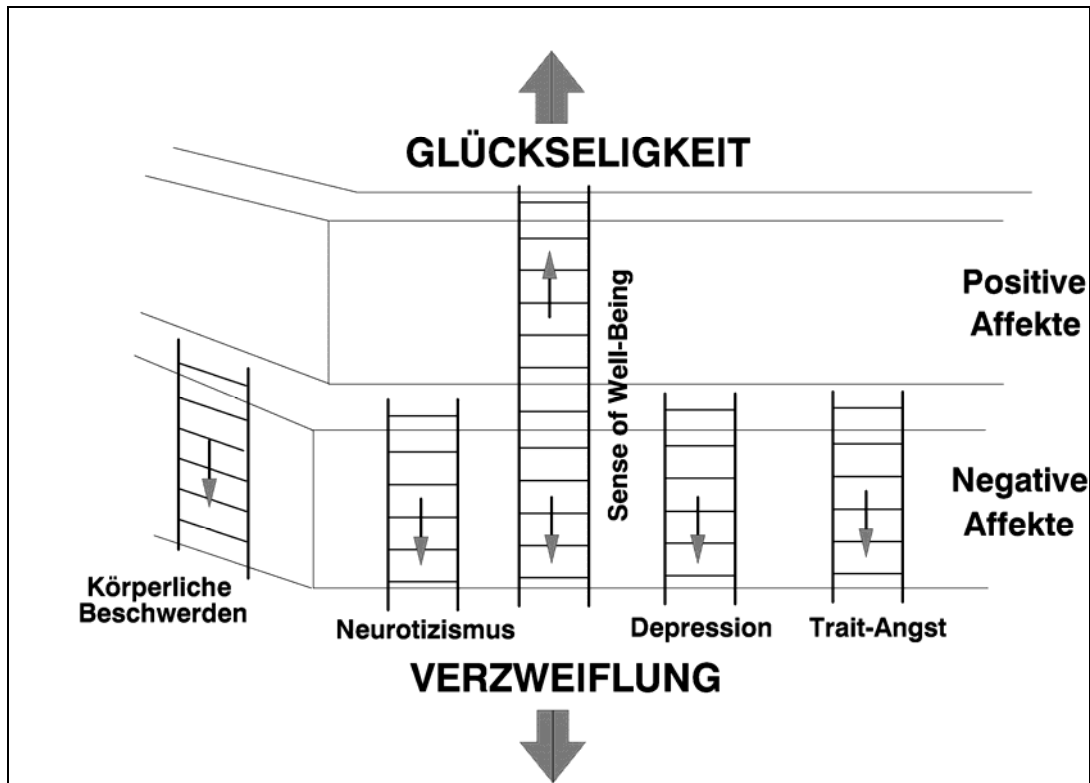 GLÜCKSELIGKEIT
Positive
Affekte
Sense of Well-Being
Negative
Affekte
Körperliche
Beschwerden
Neurotizismus
Depression
Trait-Angst
VERZWEIFLUNG